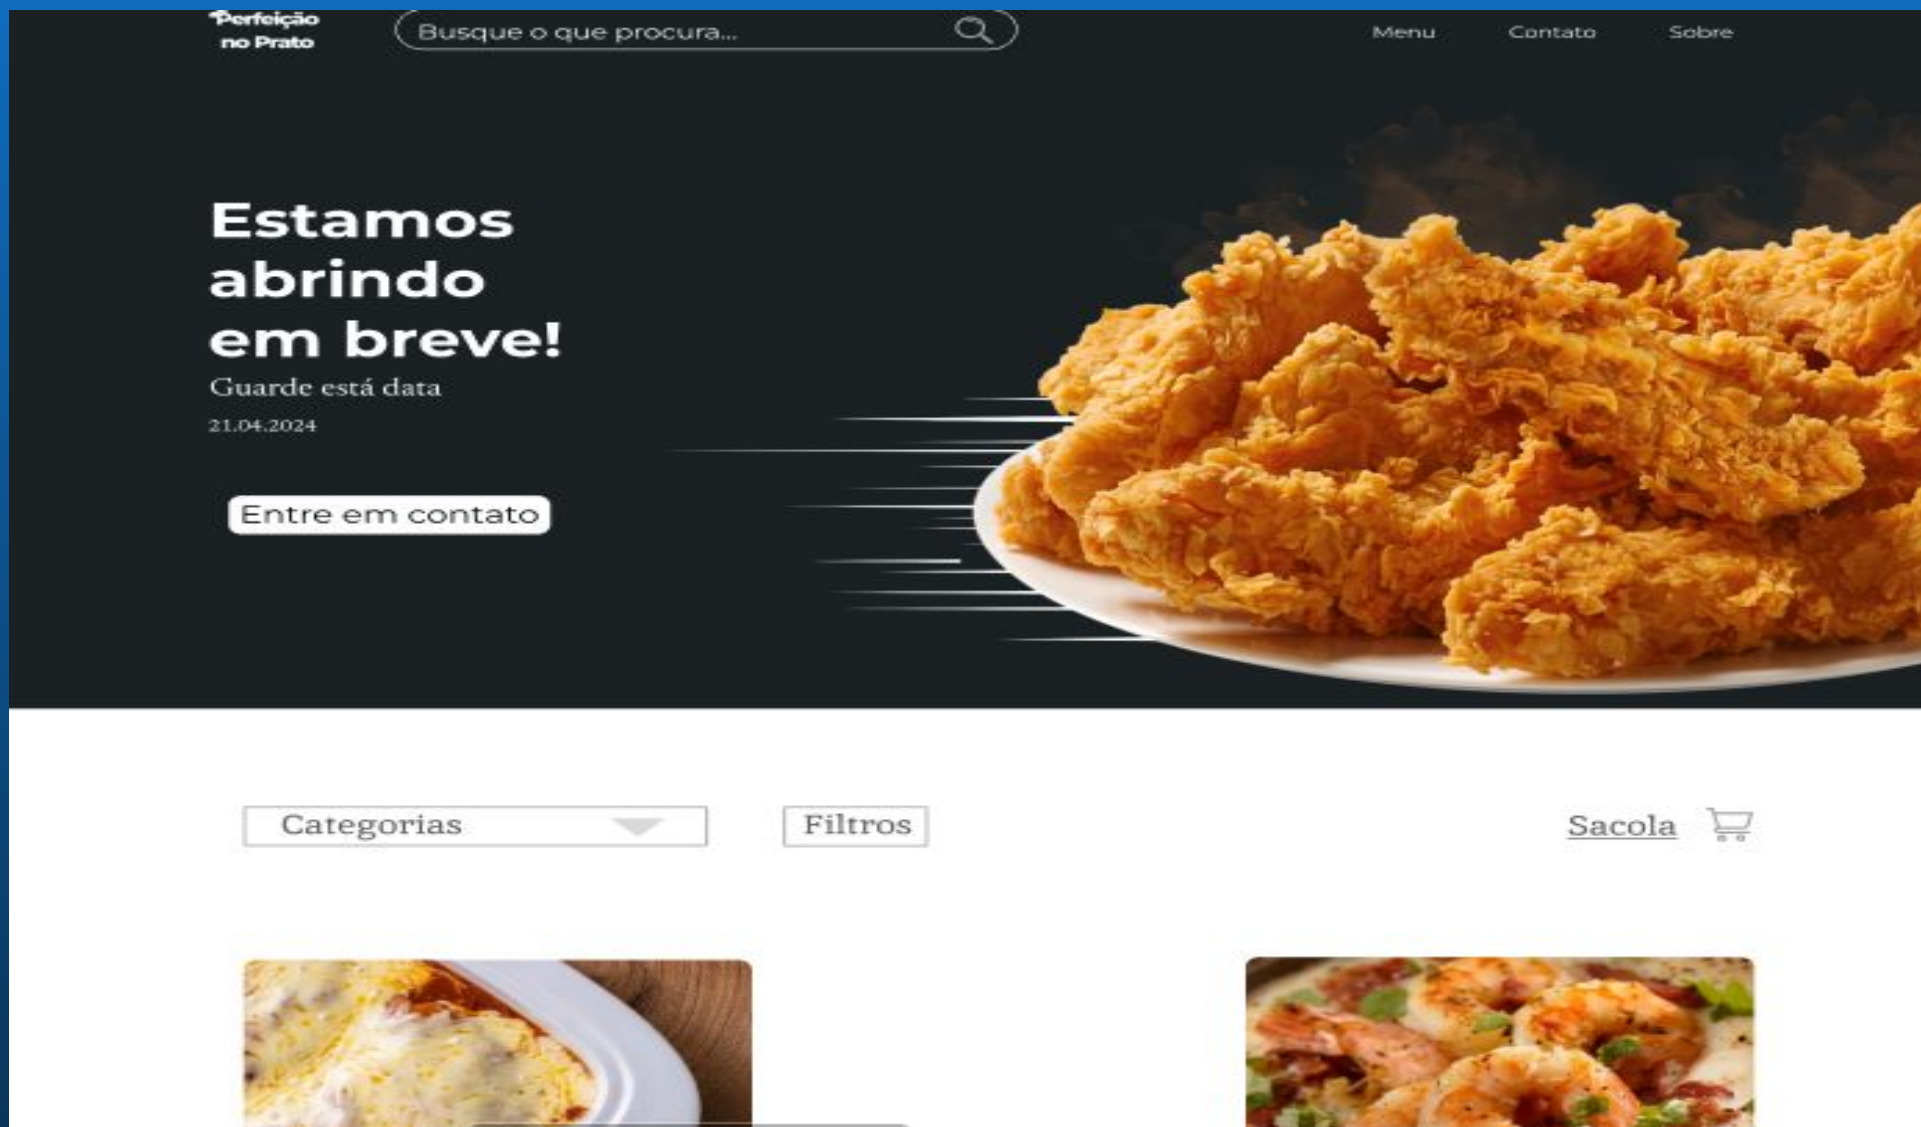 Perfeição
no Prato
Busque o que procura...
Menu
Contato
Sobre
Estamos
abrindo
em breve!
Guarde está data
21.04.2024
Entre em contato
Categorias
Filtros
Sacola